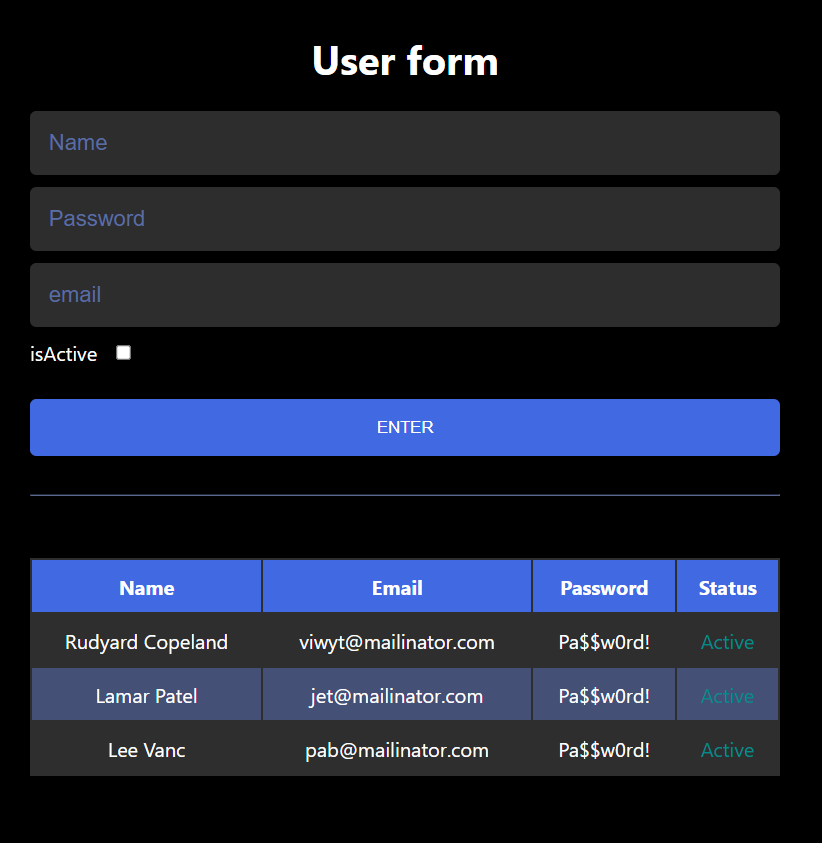 User form
Name
Password
email
isActive
ENTER
Name Email Password Status
Rudyard Copeland viwyt@mailinator.com Pa$$w0rd! Active
Lamar Patel jet@mailinator.com Pa$$w0rd! Active
Lee Vanc pab@mailinator.com Pa$$w0rd! Active